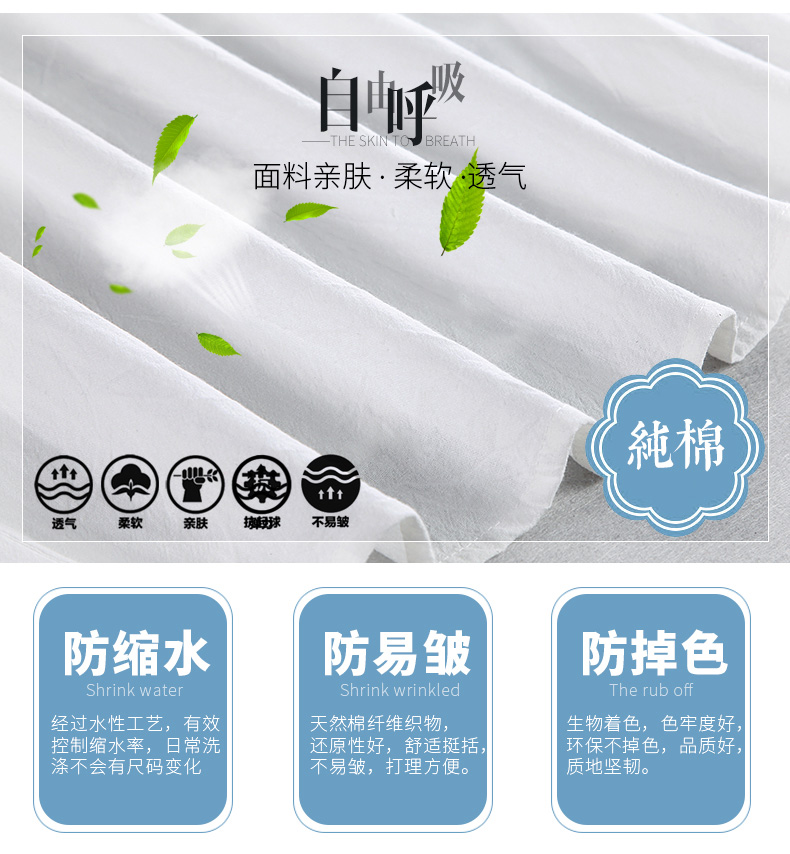 自由呼吸
THE SKIN TO BREATH
面料亲肤·柔软·透气
純棉
透气
柔软
亲肤
不易皱
防缩水
Shrink water
经过水性工艺，有效
控制缩水率，日常洗
涤不会有尺码变化
防易皱
Shrink wrinkled
天然棉纤维织物，
还原性好，舒适挺括，
不易皱，打理方便。
防掉色
The rub off
生物着色，色牢度好，
环保不掉色，品质好，
质地坚韧。